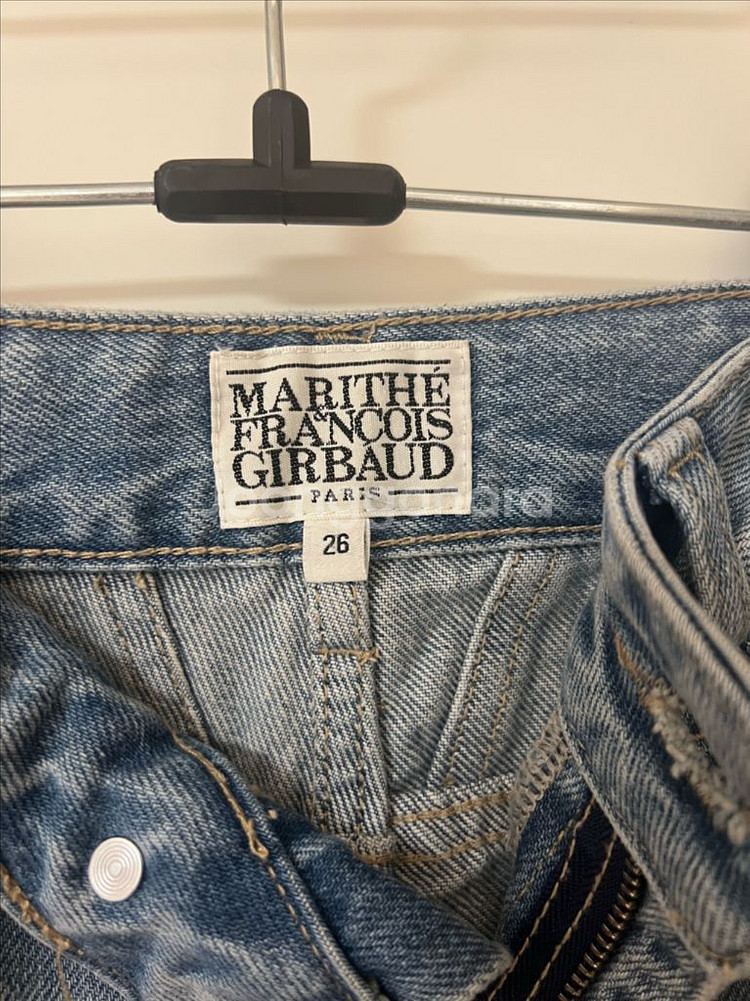 MARITHÉ
&
FRANÇOIS
GIRBAUD
PARIS
26